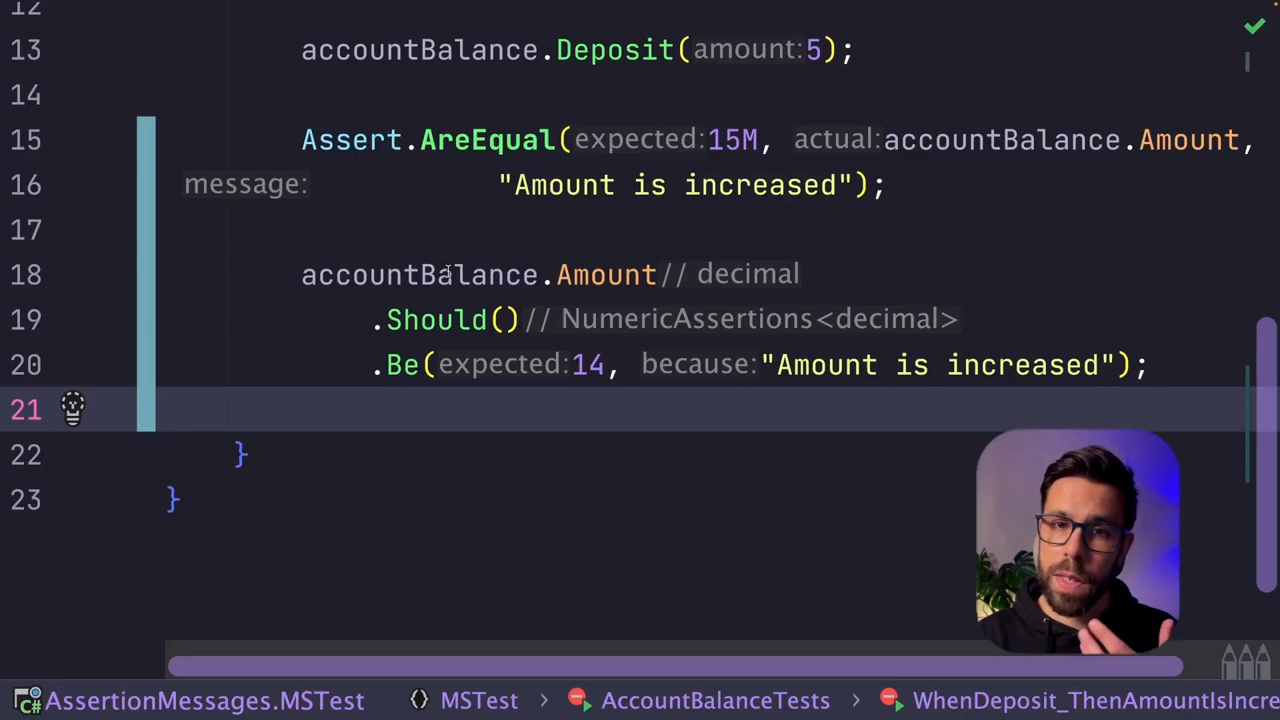 12
13 accountBalance.Deposit(amount:5);
14
15 Assert.AreEqual(expected:15M, actual:accountBalance.Amount,
16 message: "Amount is increased");
17
18 accountBalance.Amount// decimal
19 .Should()// NumericAssertions<decimal>
20 .Be(expected:14, because:"Amount is increased");
21
22 }
23 }
C# AssertionMessages.MSTest {} MSTest > AccountBalanceTests > WhenDeposit_ThenAmountIsIncre